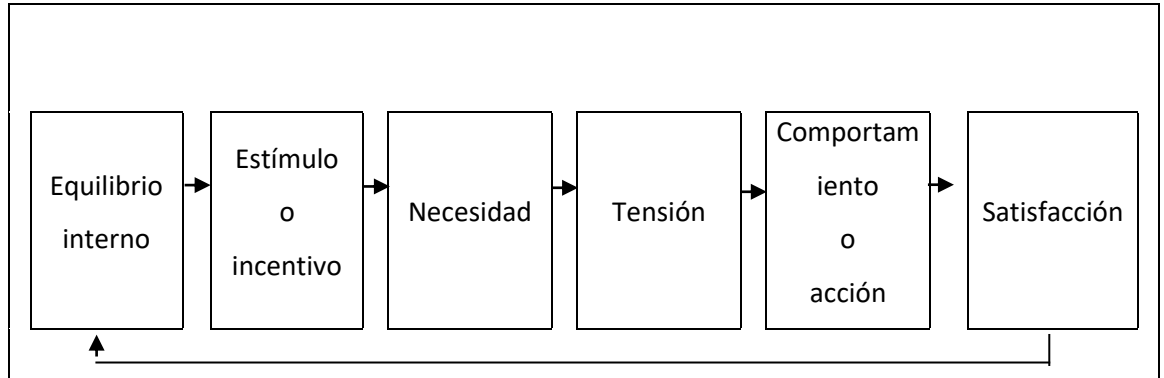 Equilibrio
interno
Estímulo
o
incentivo
Necesidad
Tensión
Comportam
iento
o
acción
Satisfacción